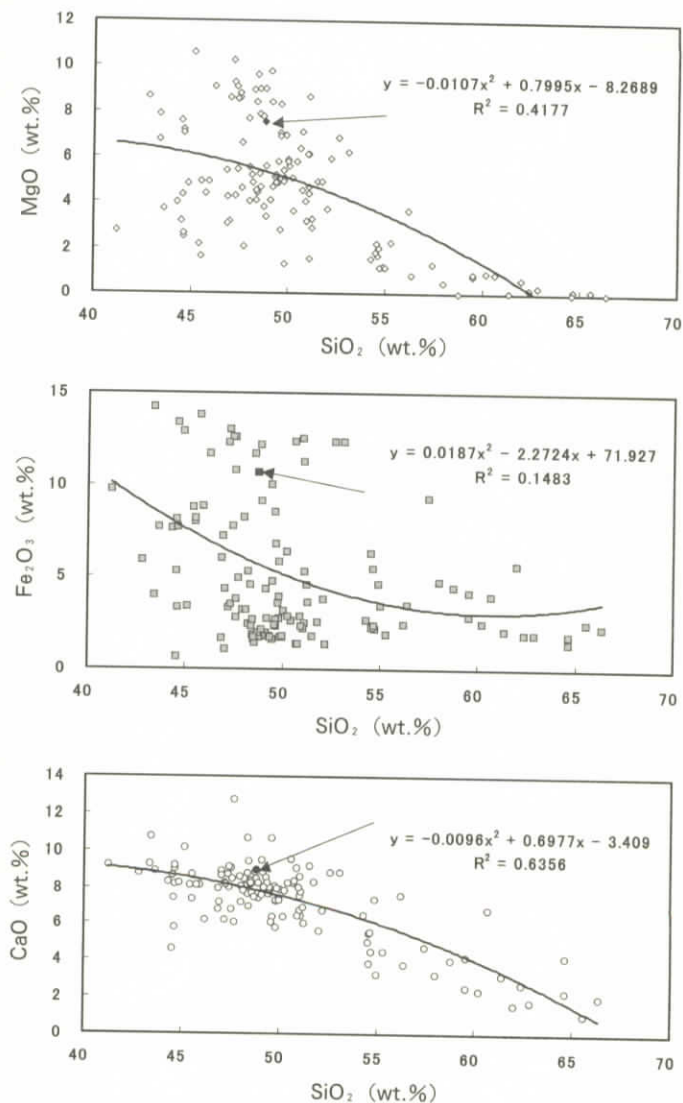 12
10
8
6
4
2
0
MgO (wt.%)
y = -0.0107x² + 0.7995x - 8.2689
R² = 0.4177
40 45 50 55 60 65 70
SiO₂ (wt.%)
15
10
5
0
Fe₂O₃ (wt.%)
y = 0.0187x² - 2.2724x + 71.927
R² = 0.1483
40 45 50 55 60 65 70
SiO₂ (wt.%)
14
12
10
8
6
4
2
0
CaO (wt.%)
y = -0.0096x² + 0.6977x - 3.409
R² = 0.6356
40 45 50 55 60 65 70
SiO₂ (wt.%)